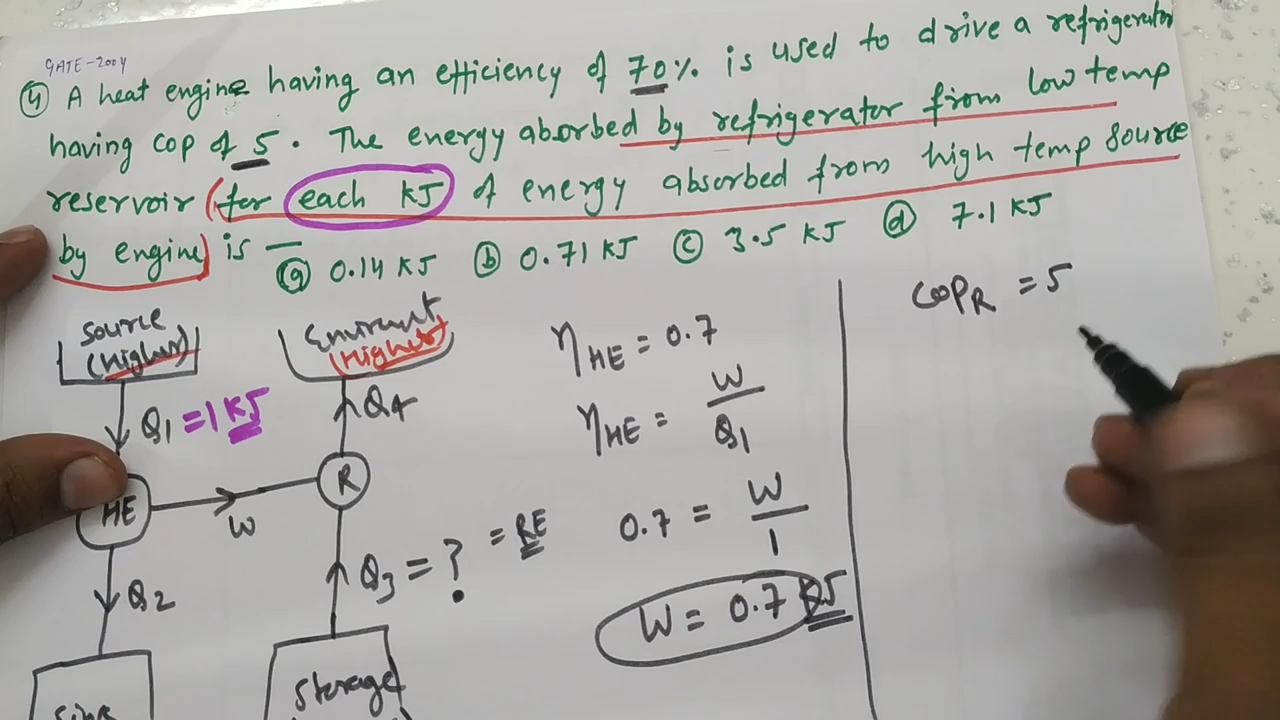 GATE-2004
④ A heat engine having an efficiency of 70% is used to drive a refrigerator
having cop of 5. The energy absorbed by refrigerator from low temp
reservoir (for each kJ of energy absorbed from high temp source
by engine) is —
ⓐ 0.14 kJ ⓑ 0.71 kJ ⓒ 3.5 kJ ⓓ 7.1 kJ
Source
(higher)
(Higher)
Q1 = 1 kJ
Q4
HE
W
R
Q2
Q3 = ? = RE
Sink
Storage
ηHE = 0.7
ηHE = W/Q1
0.7 = W/1
W = 0.7 kJ
COPR = 5